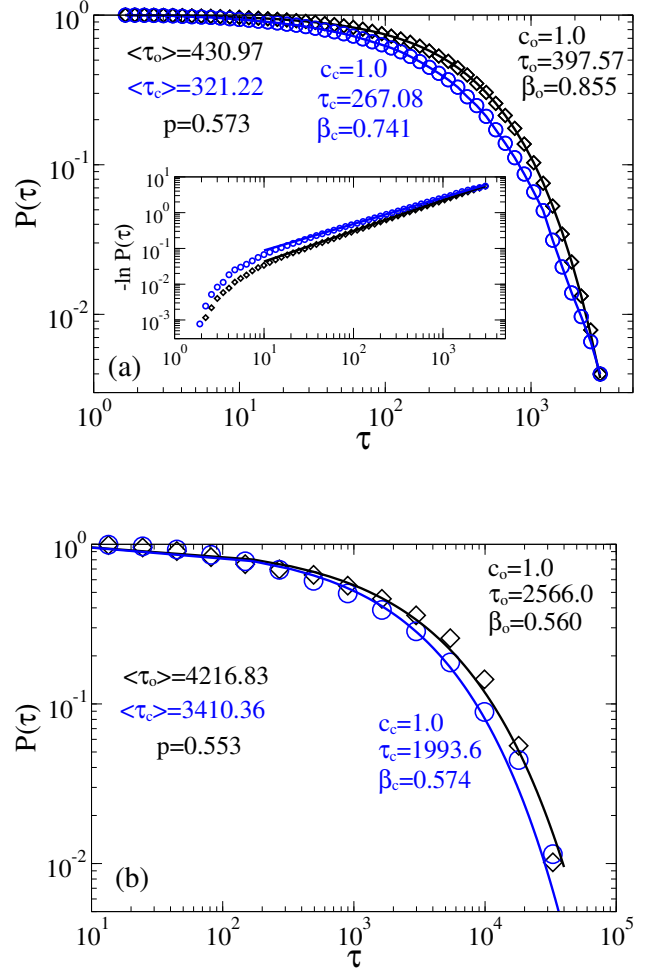 10^0
<τ_o>=430.97
<τ_c>=321.22
p=0.573
c_c=1.0
τ_c=267.08
β_c=0.741
c_o=1.0
τ_o=397.57
β_o=0.855
P(τ)
10^-1
10^-2
10^1
10^0
10^-1
10^-2
10^-3
-ln P(τ)
10^0 10^1 10^2 10^3
(a)
10^0 10^1 10^2 10^3
τ
10^0
c_o=1.0
τ_o=2566.0
β_o=0.560
<τ_o>=4216.83
<τ_c>=3410.36
p=0.553
c_c=1.0
τ_c=1993.6
β_c=0.574
P(τ)
10^-1
10^-2
(b)
10^1 10^2 10^3 10^4 10^5
τ